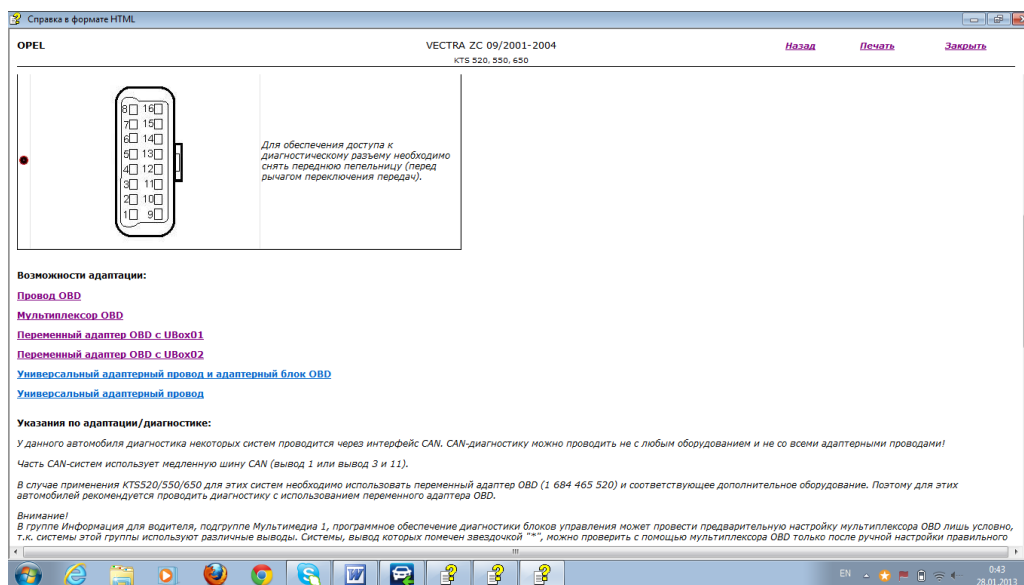 Справка в формате HTML
OPEL
VECTRA ZC 09/2001-2004
Назад
Печать
Закрыть
KTS 520, 550, 650
8 16
7 15
6 14
5 13
4 12
3 11
2 10
1 9
Для обеспечения доступа к
диагностическому разъему необходимо
снять переднюю пепельницу (перед
рычагом переключения передач).
Возможности адаптации:
Провод OBD
Мультиплексор OBD
Переменный адаптер OBD с UBox01
Переменный адаптер OBD с UBox02
Универсальный адаптерный провод и адаптерный блок OBD
Универсальный адаптерный провод
Указания по адаптации/диагностике:
У данного автомобиля диагностика некоторых систем проводится через интерфейс CAN. CAN-диагностику можно проводить не с любым оборудованием и не со всеми адаптерными проводами!
Часть CAN-систем использует медленную шину CAN (вывод 1 или вывод 3 и 11).
В случае применения KTS520/550/650 для этих систем необходимо использовать переменный адаптер OBD (1 684 465 520) и соответствующее дополнительное оборудование. Поэтому для этих
автомобилей рекомендуется проводить диагностику с использованием переменного адаптера OBD.
Внимание!
В группе Информация для водителя, подгруппе Мультимедиа 1, программное обеспечение диагностики блоков управления может провести предварительную настройку мультиплексора OBD лишь условно,
т.к. системы этой группы используют различные выводы. Системы, вывод которых помечен звездочкой "*", можно проверить с помощью мультиплексора OBD только после ручной настройки правильного
EN
0:43
28.01.2013